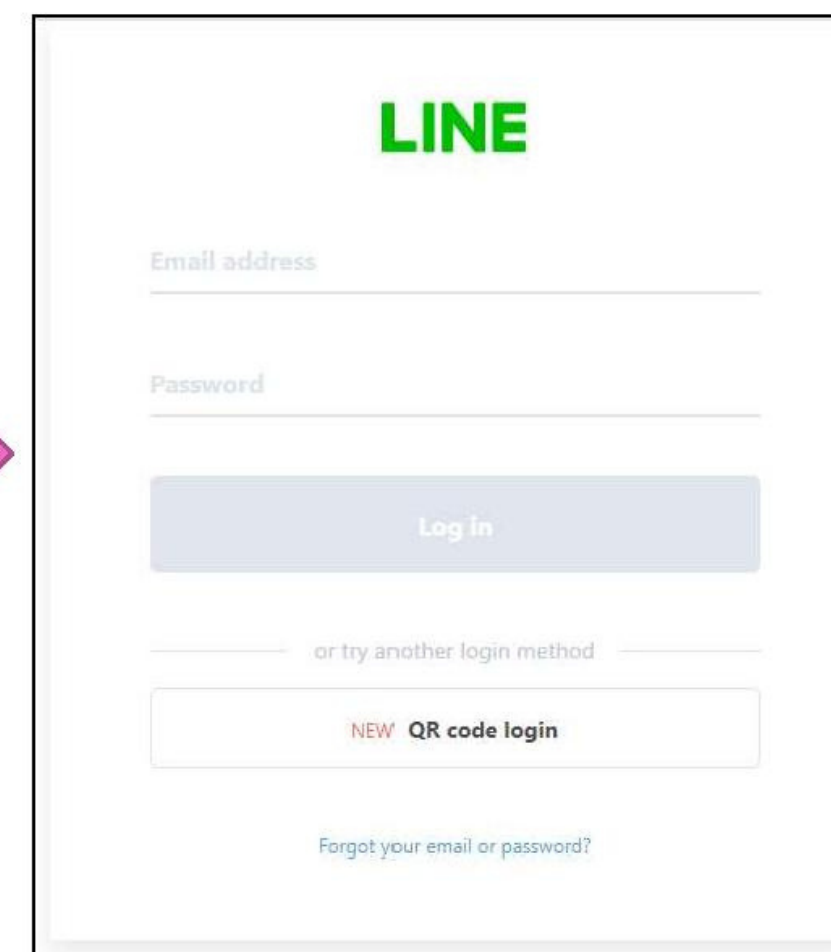 LINE
Email address
Password
Log in
or try another login method
NEW QR code login
Forgot your email or password?